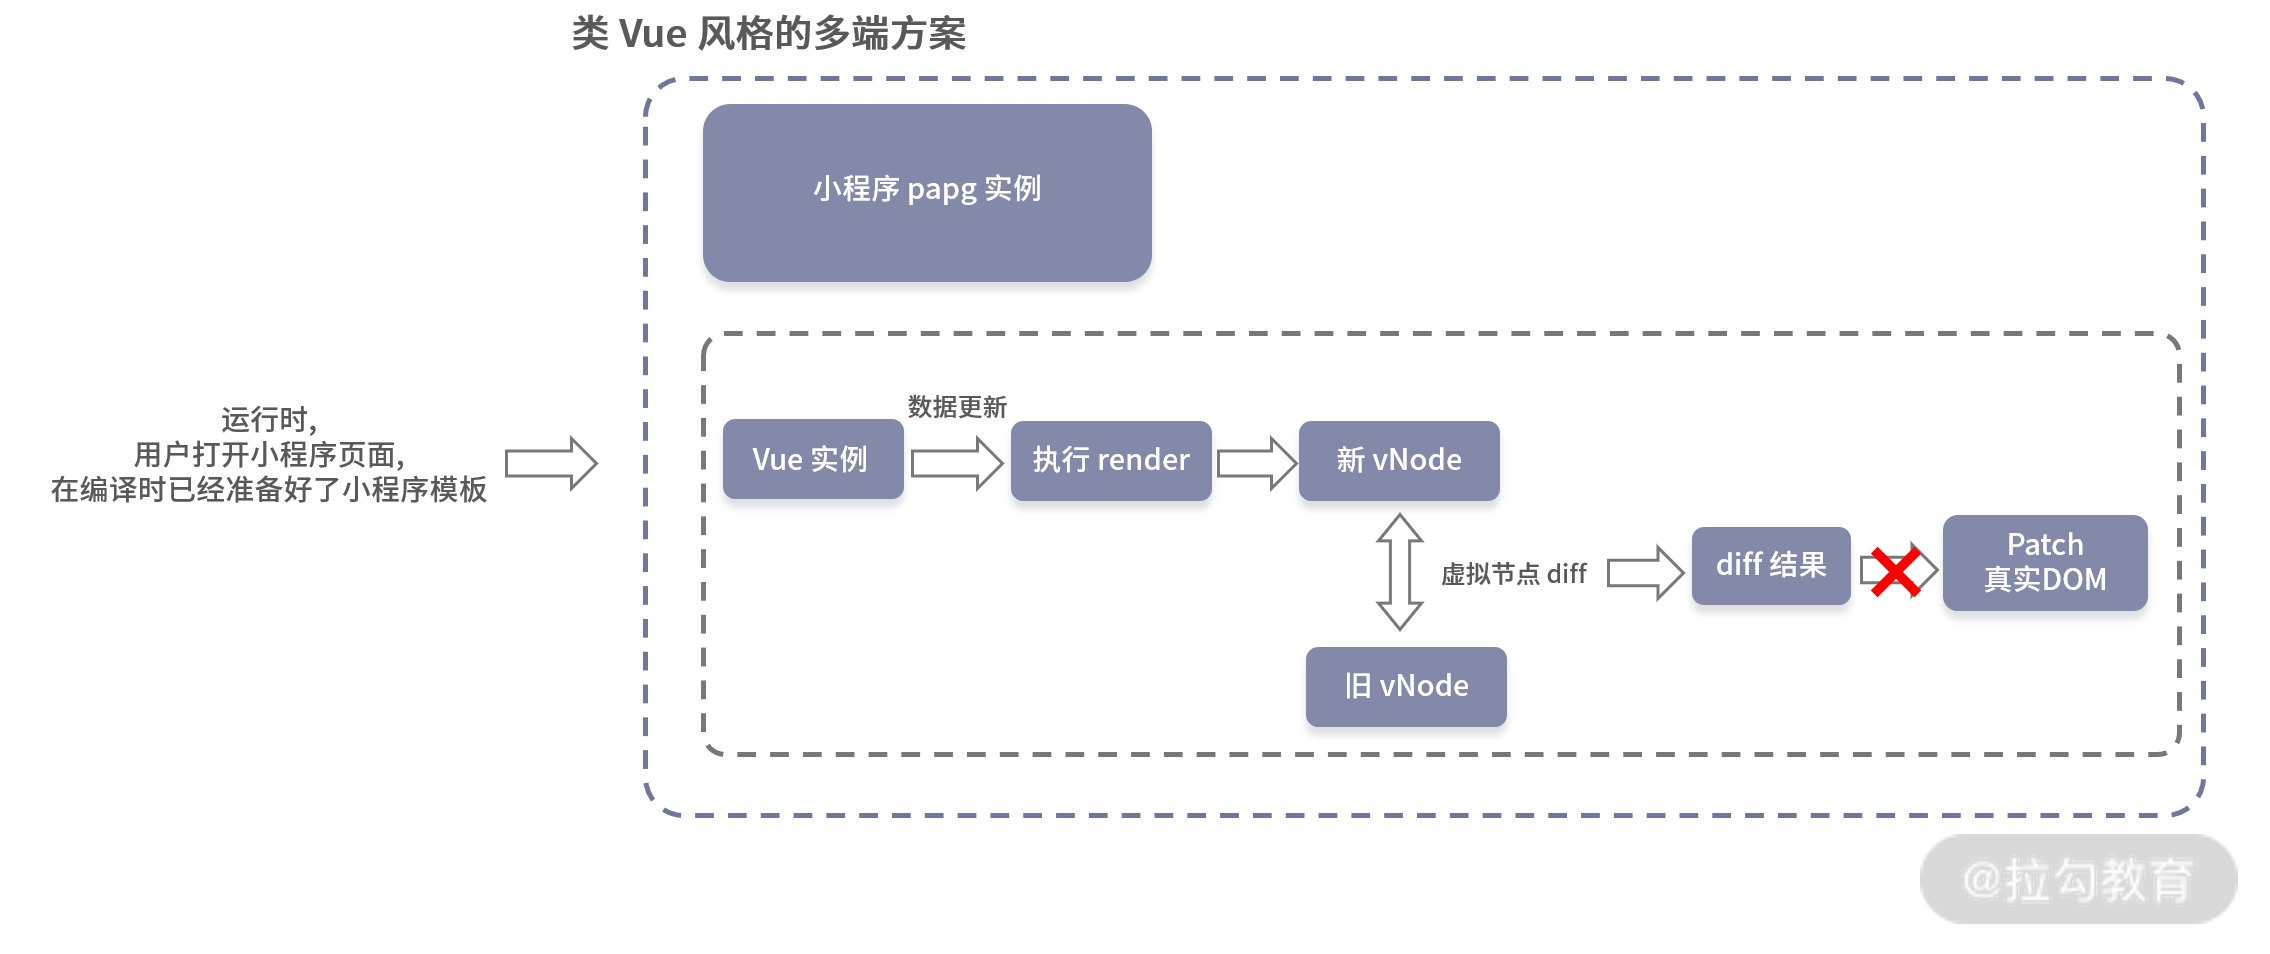 类 Vue 风格的多端方案
小程序 papg 实例
运行时,
用户打开小程序页面,
在编译时已经准备好了小程序模板
数据更新
Vue 实例
执行 render
新 vNode
虚拟节点 diff
diff 结果
Patch
真实DOM
旧 vNode
@拉勾教育